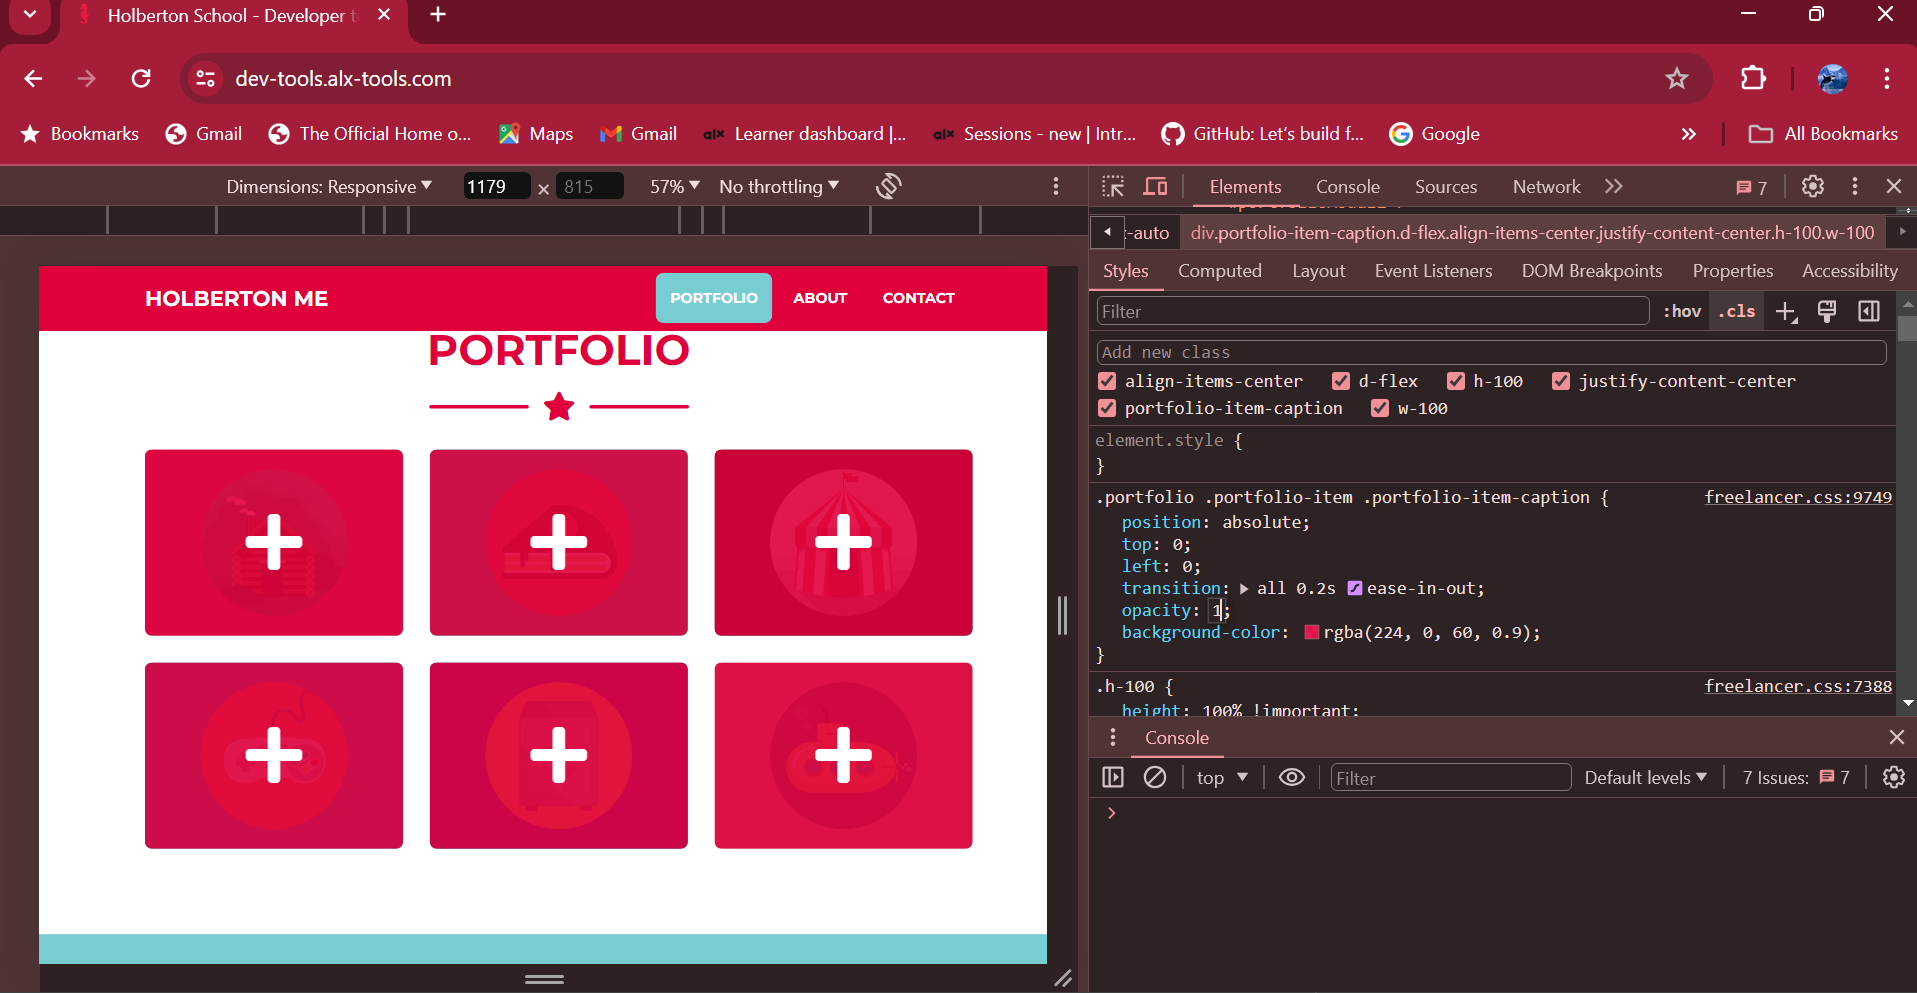 Holberton School - Developer t
dev-tools.alx-tools.com
Bookmarks
Gmail
The Official Home o...
Maps
Gmail
alx Learner dashboard |...
alx Sessions - new | Intr...
GitHub: Let's build f...
Google
All Bookmarks
Dimensions: Responsive 1179 × 815 57% No throttling
HOLBERTON ME
PORTFOLIO
ABOUT
CONTACT
PORTFOLIO
Elements Console Sources Network 7
-auto div.portfolio-item-caption.d-flex.align-items-center.justify-content-center.h-100.w-100
Styles Computed Layout Event Listeners DOM Breakpoints Properties Accessibility
Filter :hov .cls
Add new class
align-items-center d-flex h-100 justify-content-center
portfolio-item-caption w-100
element.style {
}
.portfolio .portfolio-item .portfolio-item-caption { freelancer.css:9749
position: absolute;
top: 0;
left: 0;
transition: all 0.2s ease-in-out;
opacity: 1;
background-color: rgba(224, 0, 60, 0.9);
}
.h-100 { freelancer.css:7388
height: 100% !important;
Console
top Filter Default levels 7 Issues: 7